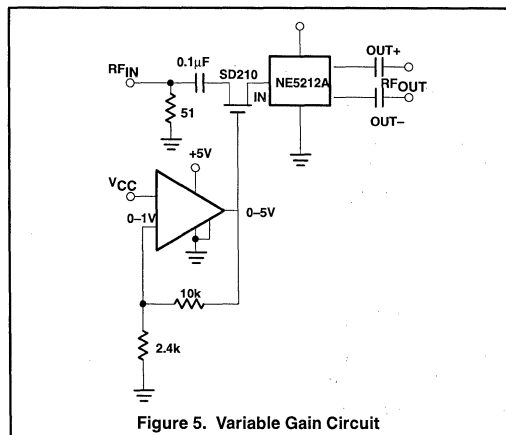 RFIN
0.1µF
SD210
IN
NE5212A
OUT+
RFOUT
OUT–
51
+5V
VCC
0–1V
0–5V
10k
2.4k
Figure 5. Variable Gain Circuit